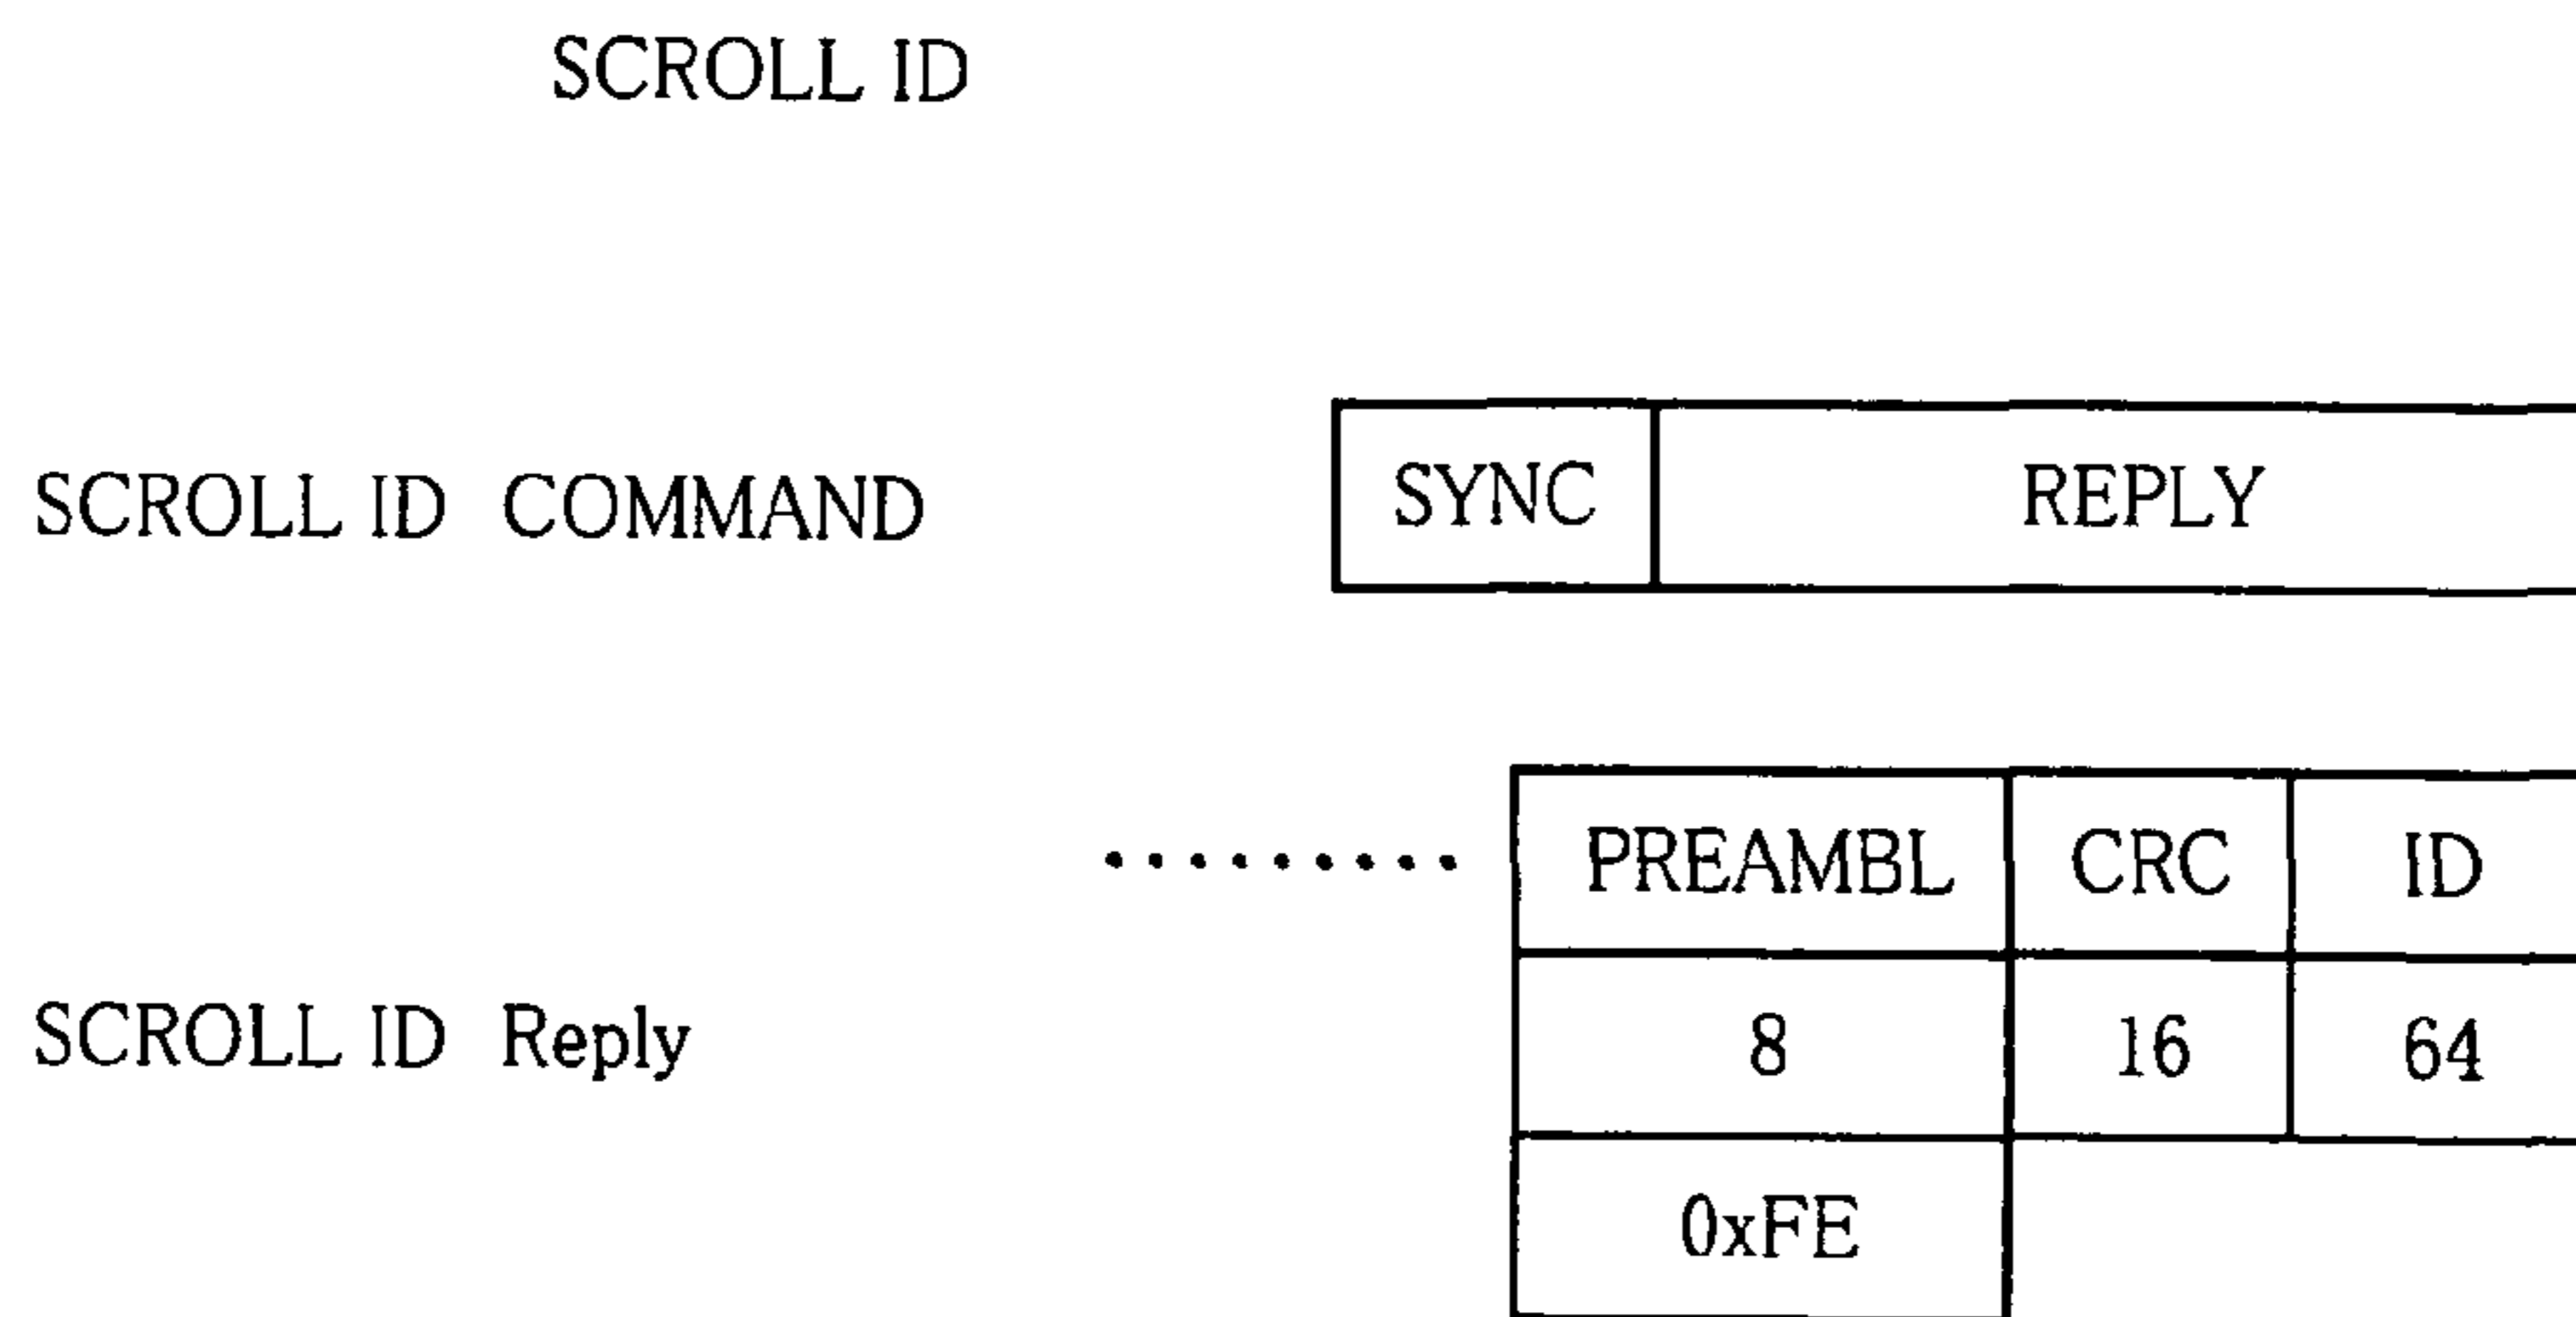 SCROLL ID
SCROLL ID COMMAND
SYNC REPLY
PREAMBL CRC ID
SCROLL ID Reply
8 16 64
0xFE